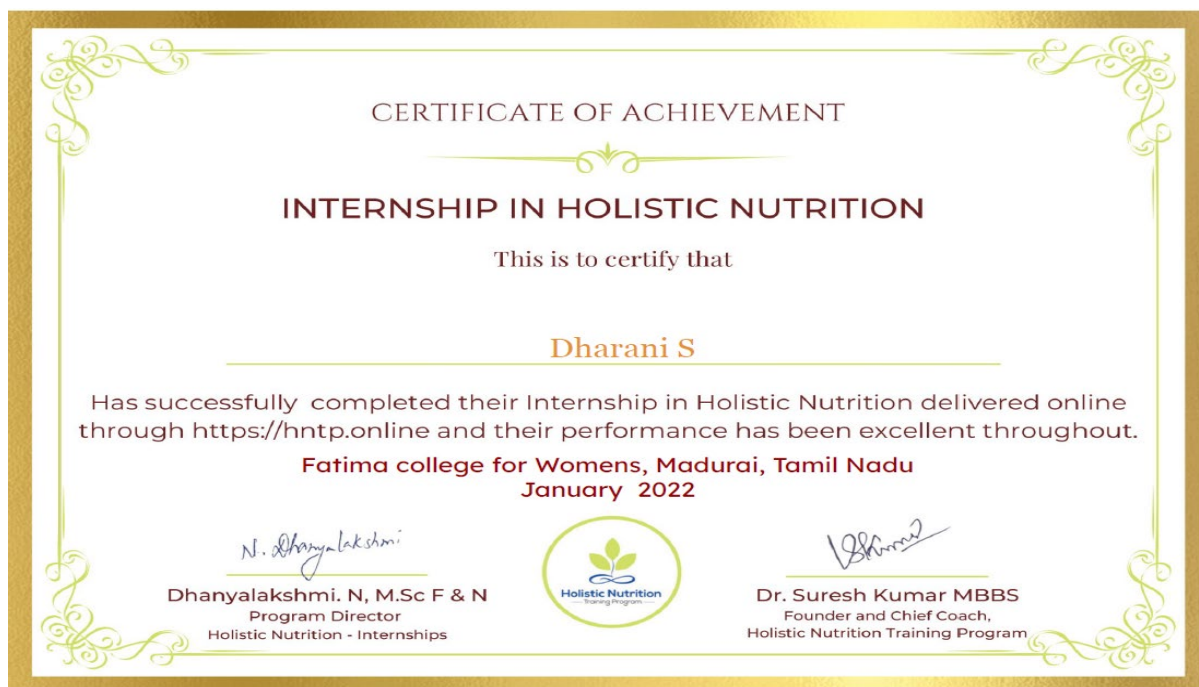 CERTIFICATE OF ACHIEVEMENT
INTERNSHIP IN HOLISTIC NUTRITION
This is to certify that
Dharani S
Has successfully completed their Internship in Holistic Nutrition delivered online
through https://hntp.online and their performance has been excellent throughout.
Fatima college for Womens, Madurai, Tamil Nadu
January 2022
N. Dhanyalakshmi
Dhanyalakshmi. N, M.Sc F & N
Program Director
Holistic Nutrition - Internships
Holistic Nutrition
Training Program
Dr. Suresh Kumar MBBS
Founder and Chief Coach,
Holistic Nutrition Training Program